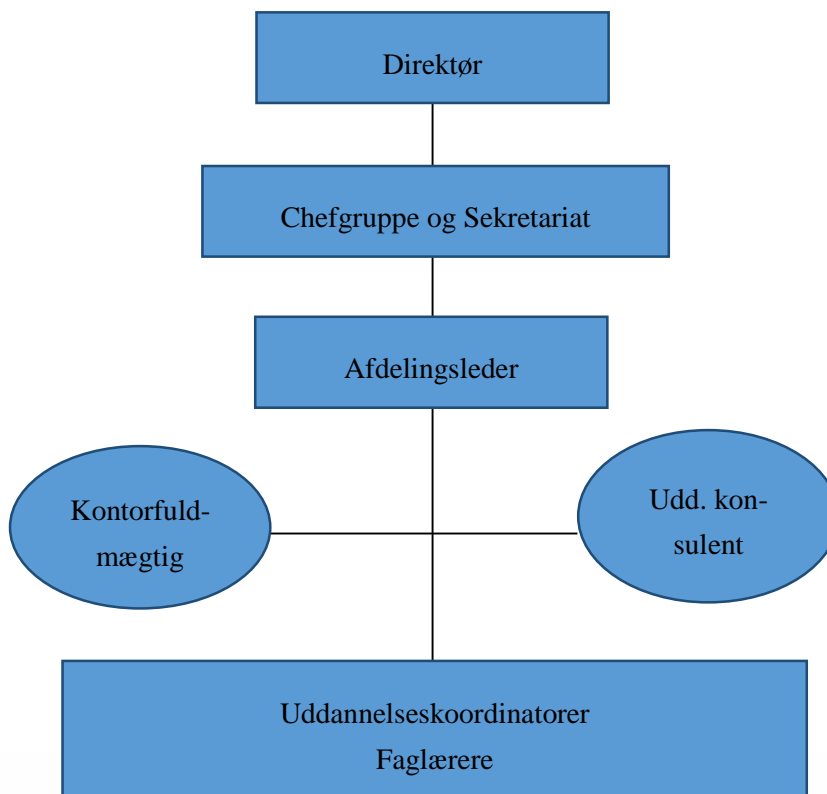 Direktør
Chefgruppe og Sekretariat
Afdelingsleder
Kontorfuld-
mægtig
Udd. kon-
sulent
Uddannelseskoordinatorer
Faglærere